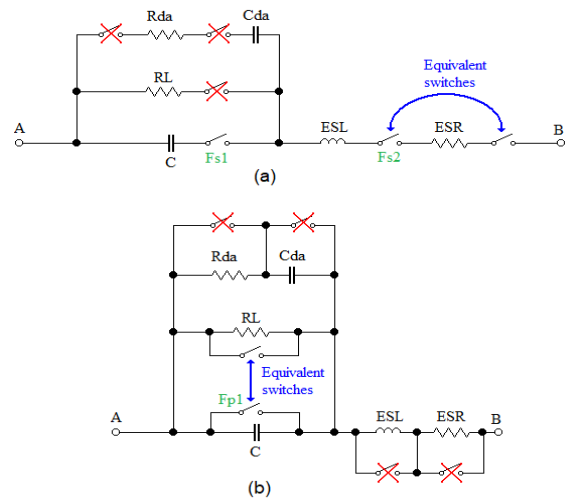 Rda
Cda
RL
Equivalent
switches
A
ESL
ESR
B
C
Fs1
Fs2
(a)
Rda
Cda
RL
Equivalent
switches
Fp1
A
C
ESL
ESR
B
(b)